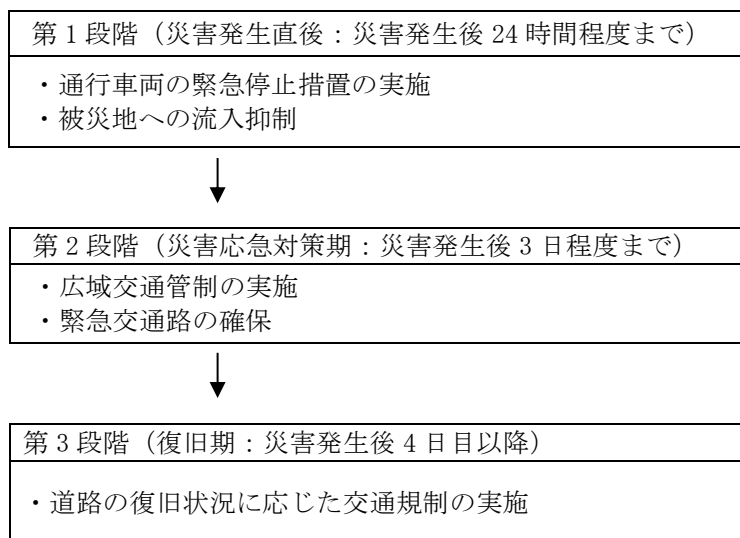 第1段階（災害発生直後：災害発生後24時間程度まで）
・通行車両の緊急停止措置の実施
・被災地への流入抑制
第2段階（災害応急対策期：災害発生後3日程度まで）
・広域交通管制の実施
・緊急交通路の確保
第3段階（復旧期：災害発生後4日目以降）
・道路の復旧状況に応じた交通規制の実施